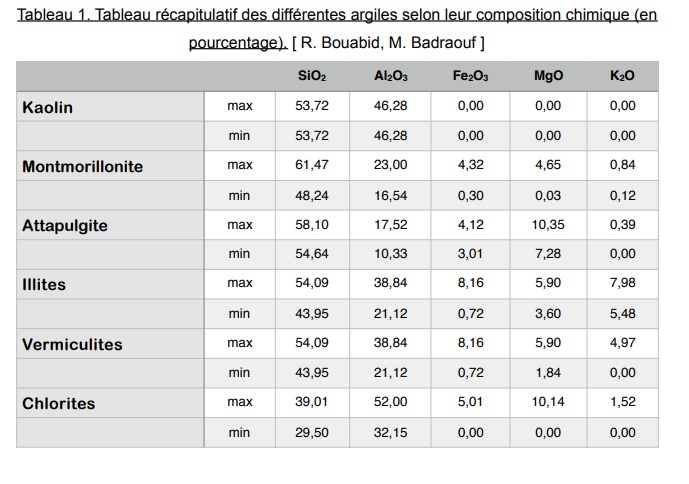 Tableau 1. Tableau récapitulatif des différentes argiles selon leur composition chimique (en
pourcentage). [ R. Bouabid, M. Badraouf ]
SiO₂ Al₂O₃ Fe₂O₃ MgO K₂O
Kaolin max 53,72 46,28 0,00 0,00 0,00
min 53,72 46,28 0,00 0,00 0,00
Montmorillonite max 61,47 23,00 4,32 4,65 0,84
min 48,24 16,54 0,30 0,03 0,12
Attapulgite max 58,10 17,52 4,12 10,35 0,39
min 54,64 10,33 3,01 7,28 0,00
Illites max 54,09 38,84 8,16 5,90 7,98
min 43,95 21,12 0,72 3,60 5,48
Vermiculites max 54,09 38,84 8,16 5,90 4,97
min 43,95 21,12 0,72 1,84 0,00
Chlorites max 39,01 52,00 5,01 10,14 1,52
min 29,50 32,15 0,00 0,00 0,00